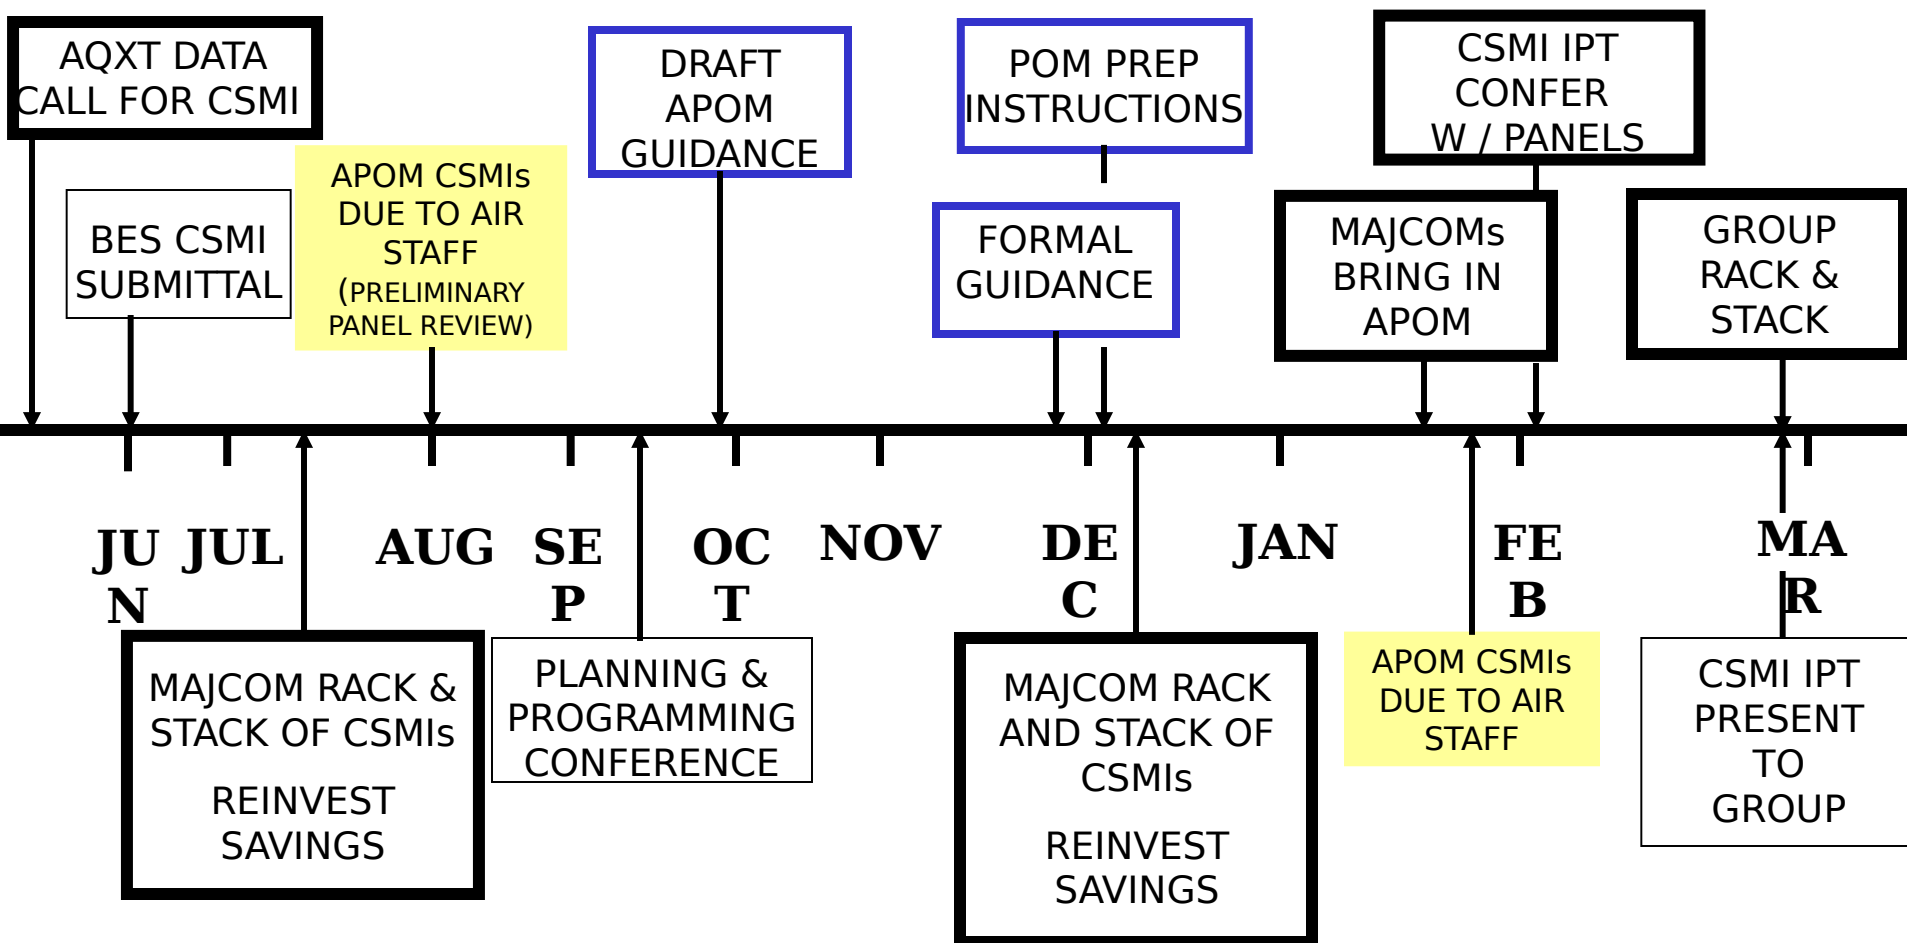 AQXT DATA
CALL FOR CSMI
BES CSMI
SUBMITTAL
APOM CSMIs
DUE TO AIR
STAFF
(PRELIMINARY
PANEL REVIEW)
DRAFT
APOM
GUIDANCE
POM PREP
INSTRUCTIONS
FORMAL
GUIDANCE
CSMI IPT
CONFER
W / PANELS
MAJCOMs
BRING IN
APOM
GROUP
RACK &
STACK
JU
N
JUL
AUG
SE
P
OC
T
NOV
DE
C
JAN
FE
B
MA
R
MAJCOM RACK &
STACK OF CSMIs
REINVEST
SAVINGS
PLANNING &
PROGRAMMING
CONFERENCE
MAJCOM RACK
AND STACK OF
CSMIs
REINVEST
SAVINGS
APOM CSMIs
DUE TO AIR
STAFF
CSMI IPT
PRESENT
TO
GROUP